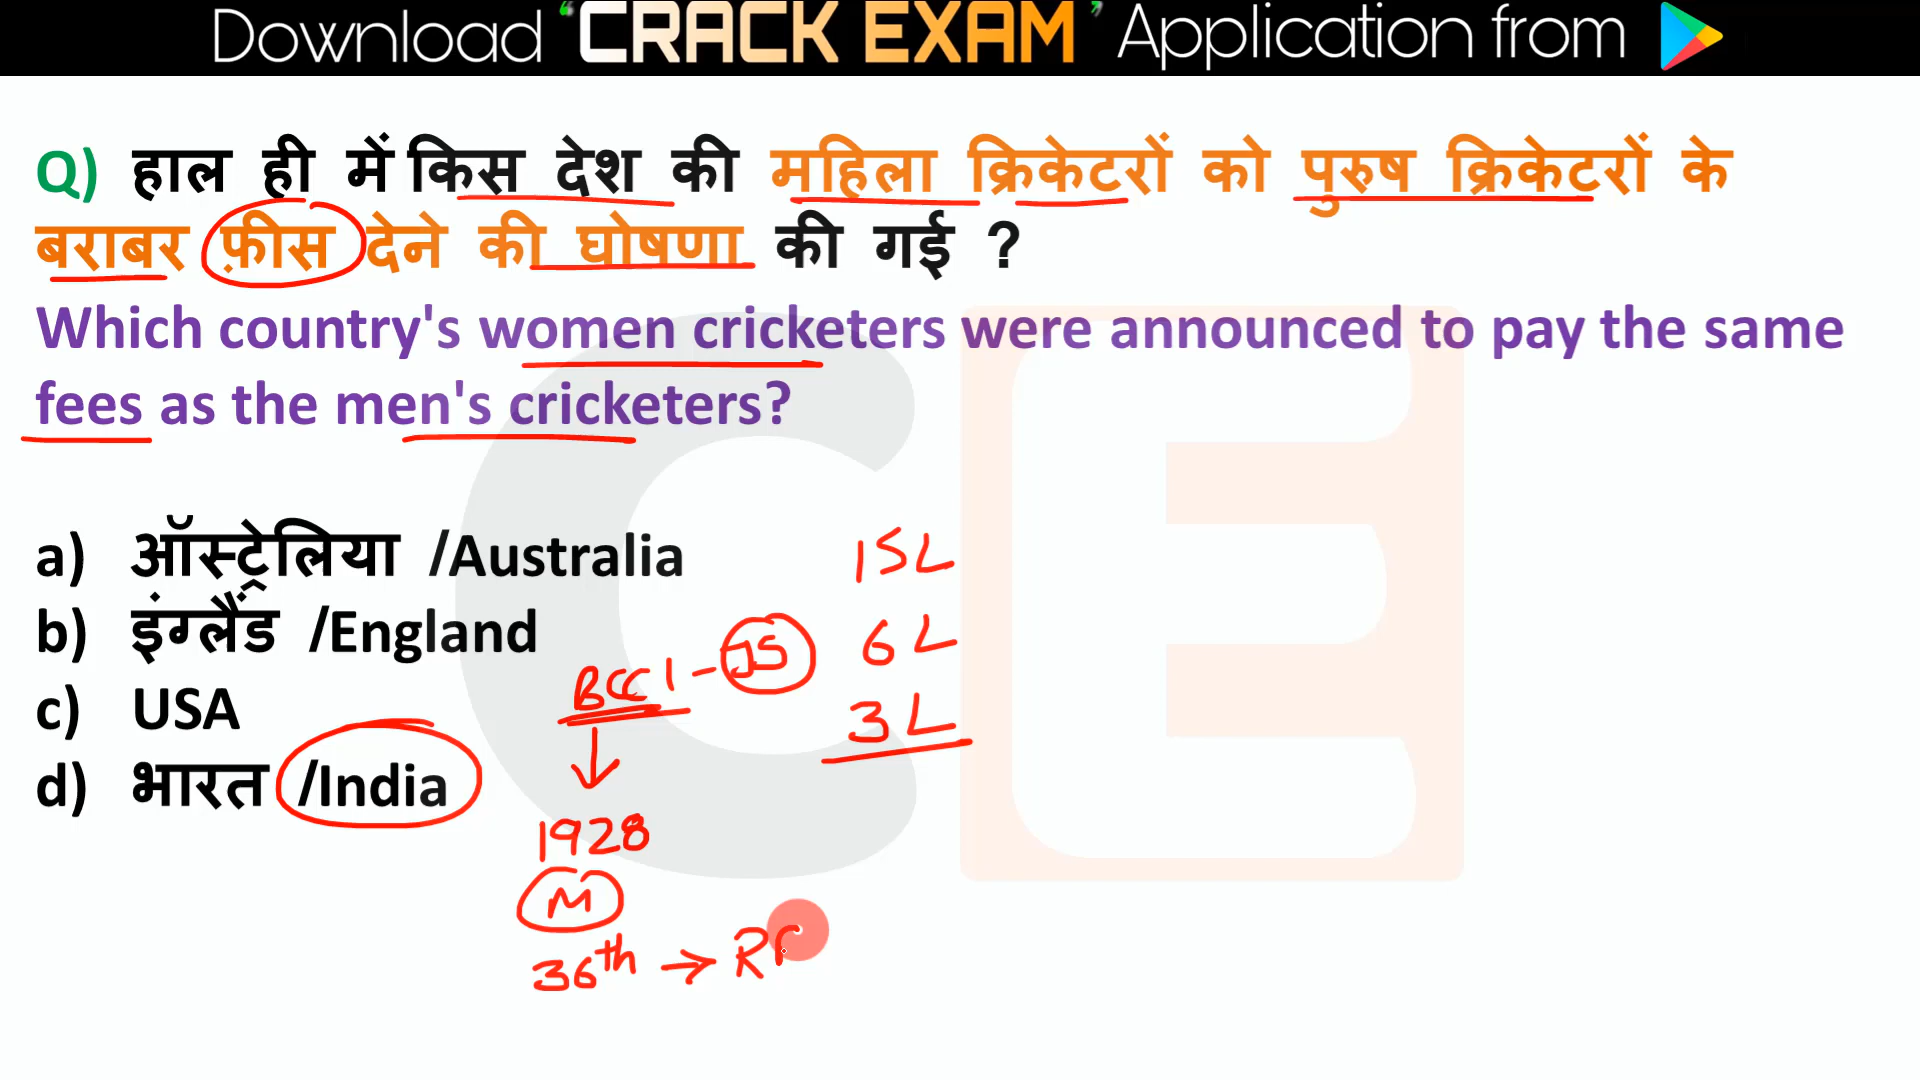 Download ‘CRACK EXAM’ Application from
Q) हाल ही में किस देश की महिला क्रिकेटरों को पुरुष क्रिकेटरों के
बराबर फ़ीस देने की घोषणा की गई ?
Which country's women cricketers were announced to pay the same
fees as the men's cricketers?
a) ऑस्ट्रेलिया /Australia
b) इंग्लैंड /England
c) USA
d) भारत /India
15L
6L
3L
BCCI - JS
1928
M
36th → RB
CE